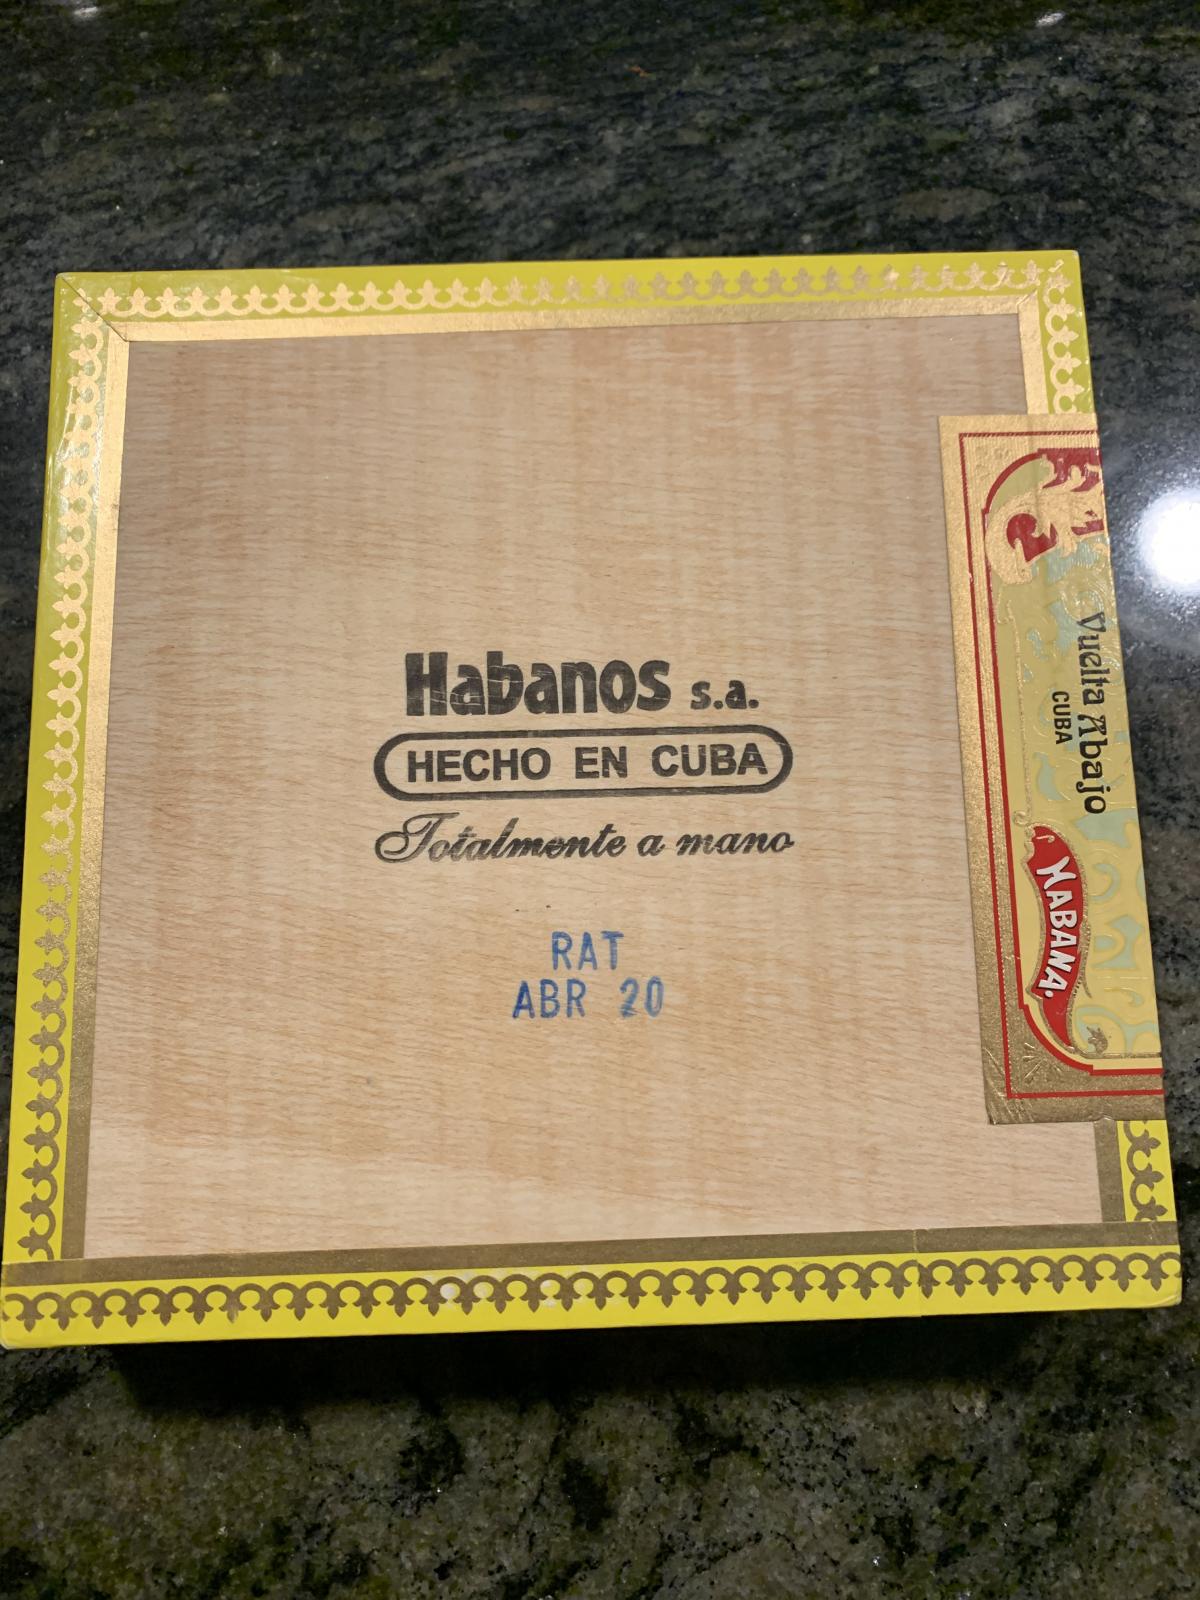 Habanos s.a.
HECHO EN CUBA
Totalmente a mano
RAT
ABR 20
Vuelta Abajo
CUBA
HABANA.